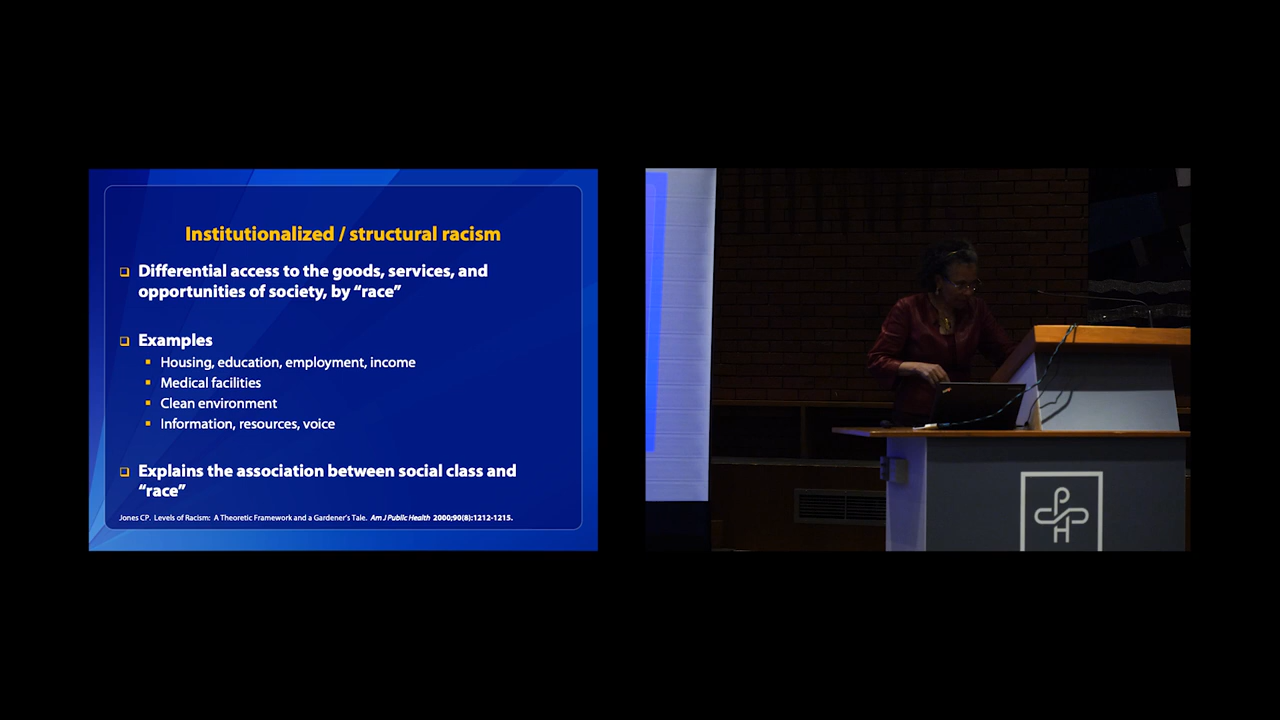 Institutionalized / structural racism
Differential access to the goods, services, and
opportunities of society, by “race”
Examples
Housing, education, employment, income
Medical facilities
Clean environment
Information, resources, voice
Explains the association between social class and
“race”
Jones CP. Levels of Racism: A Theoretic Framework and a Gardener's Tale. Am J Public Health 2000;90(8):1212-1215.
P
H